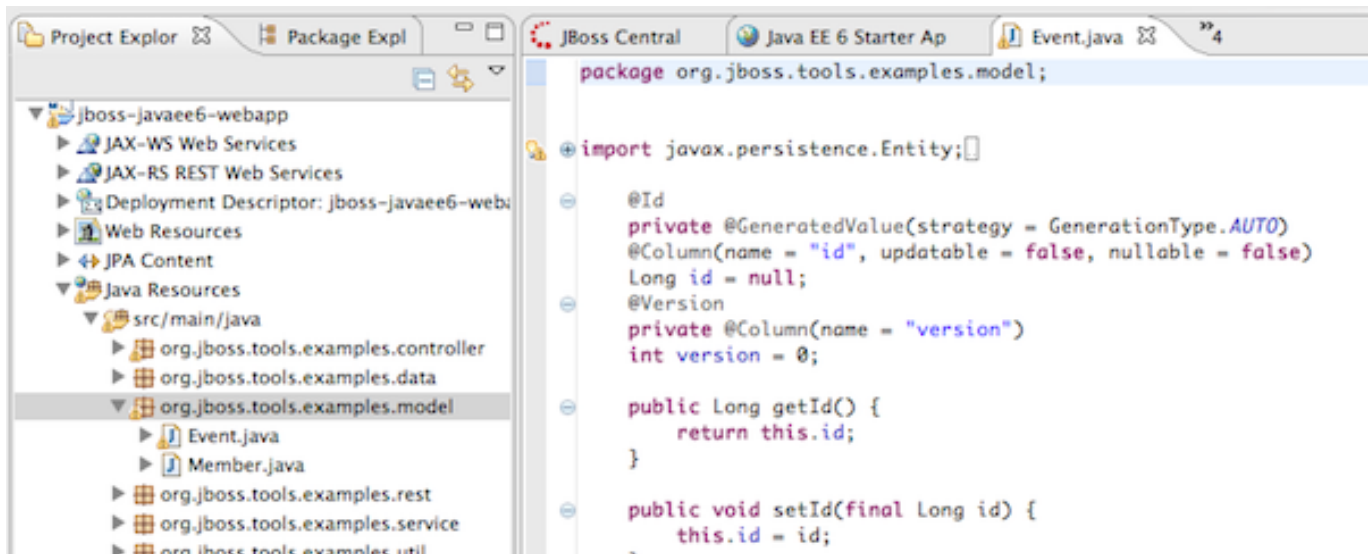 Project Explor
Package Expl
jboss-javaee6-webapp
JAX-WS Web Services
JAX-RS REST Web Services
Deployment Descriptor: jboss-javaee6-weba
Web Resources
JPA Content
Java Resources
src/main/java
org.jboss.tools.examples.controller
org.jboss.tools.examples.data
org.jboss.tools.examples.model
Event.java
Member.java
org.jboss.tools.examples.rest
org.jboss.tools.examples.service
org.jboss.tools.examples.util
JBoss Central
Java EE 6 Starter Ap
Event.java
»4
package org.jboss.tools.examples.model;
import javax.persistence.Entity;
@Id
private @GeneratedValue(strategy = GenerationType.AUTO)
@Column(name = "id", updatable = false, nullable = false)
Long id = null;
@Version
private @Column(name = "version")
int version = 0;
public Long getId() {
return this.id;
}
public void setId(final Long id) {
this.id = id;